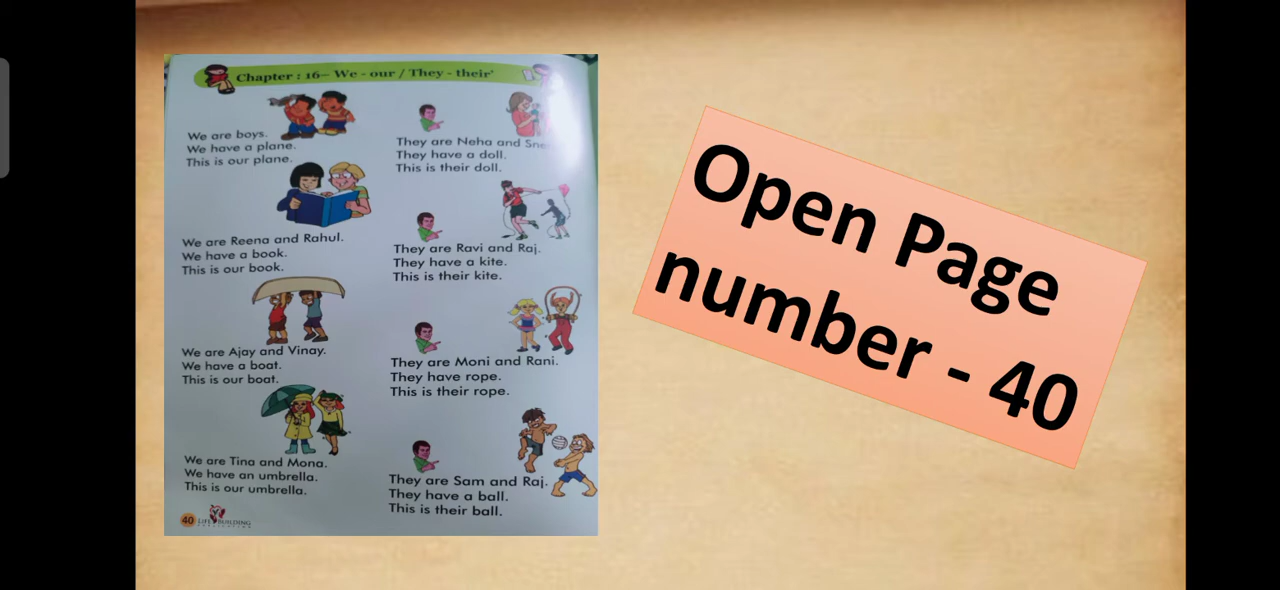 Chapter : 16– We - our / They - their'
We are boys.
We have a plane.
This is our plane.
We are Reena and Rahul.
We have a book.
This is our book.
We are Ajay and Vinay.
We have a boat.
This is our boat.
We are Tina and Mona.
We have an umbrella.
This is our umbrella.
They are Neha and
They have a doll.
This is their doll.
They are Ravi and Raj.
They have a kite.
This is their kite.
They are Moni and Rani.
They have rope.
This is their rope.
They are Sam and Raj.
They have a ball.
This is their ball.
40
LIFE BUILDING
Open Page
number - 40